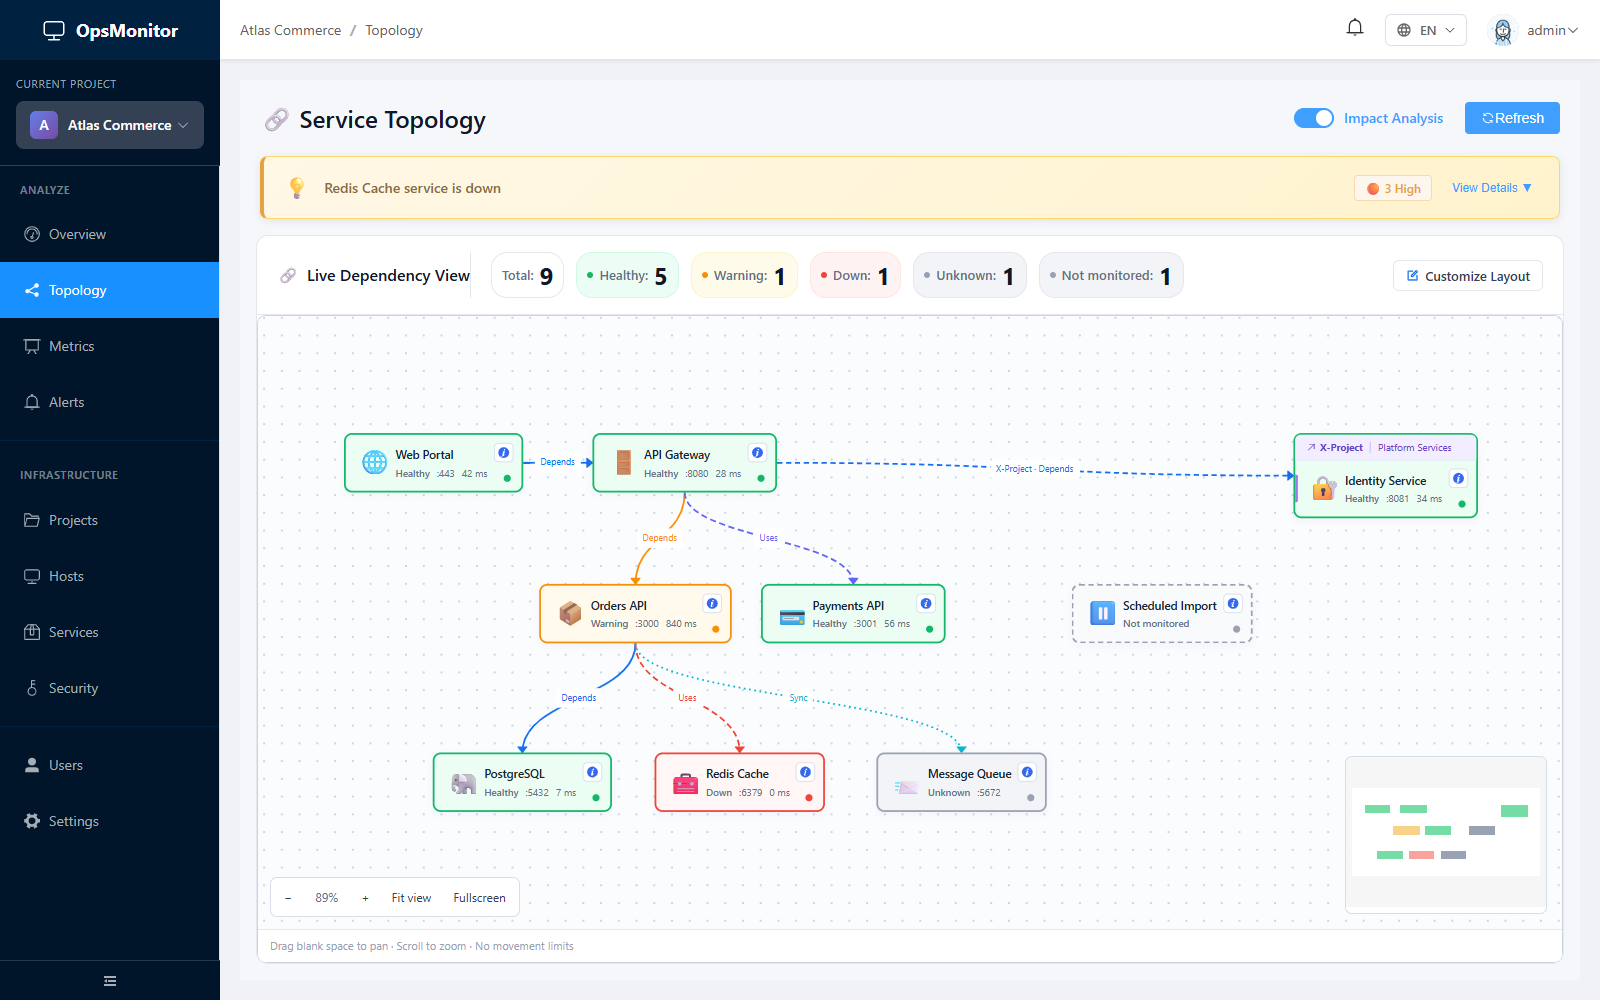 OpsMonitor
Atlas Commerce / Topology
EN
admin
CURRENT PROJECT
A Atlas Commerce
ANALYZE
Overview
Topology
Metrics
Alerts
INFRASTRUCTURE
Projects
Hosts
Services
Security
Users
Settings
Service Topology
Impact Analysis
Refresh
Redis Cache service is down
3 High
View Details ▼
Live Dependency View
Total: 9
Healthy: 5
Warning: 1
Down: 1
Unknown: 1
Not monitored: 1
Customize Layout
Web Portal
Healthy :443 42 ms
Depends
API Gateway
Healthy :8080 28 ms
X-Project · Depends
X-Project | Platform Services
Identity Service
Healthy :8081 34 ms
Depends
Uses
Orders API
Warning :3000 840 ms
Payments API
Healthy :3001 56 ms
Scheduled Import
Not monitored
Depends
Uses
Sync
PostgreSQL
Healthy :5432 7 ms
Redis Cache
Down :6379 0 ms
Message Queue
Unknown :5672
− 89% + Fit view Fullscreen
Drag blank space to pan · Scroll to zoom · No movement limits